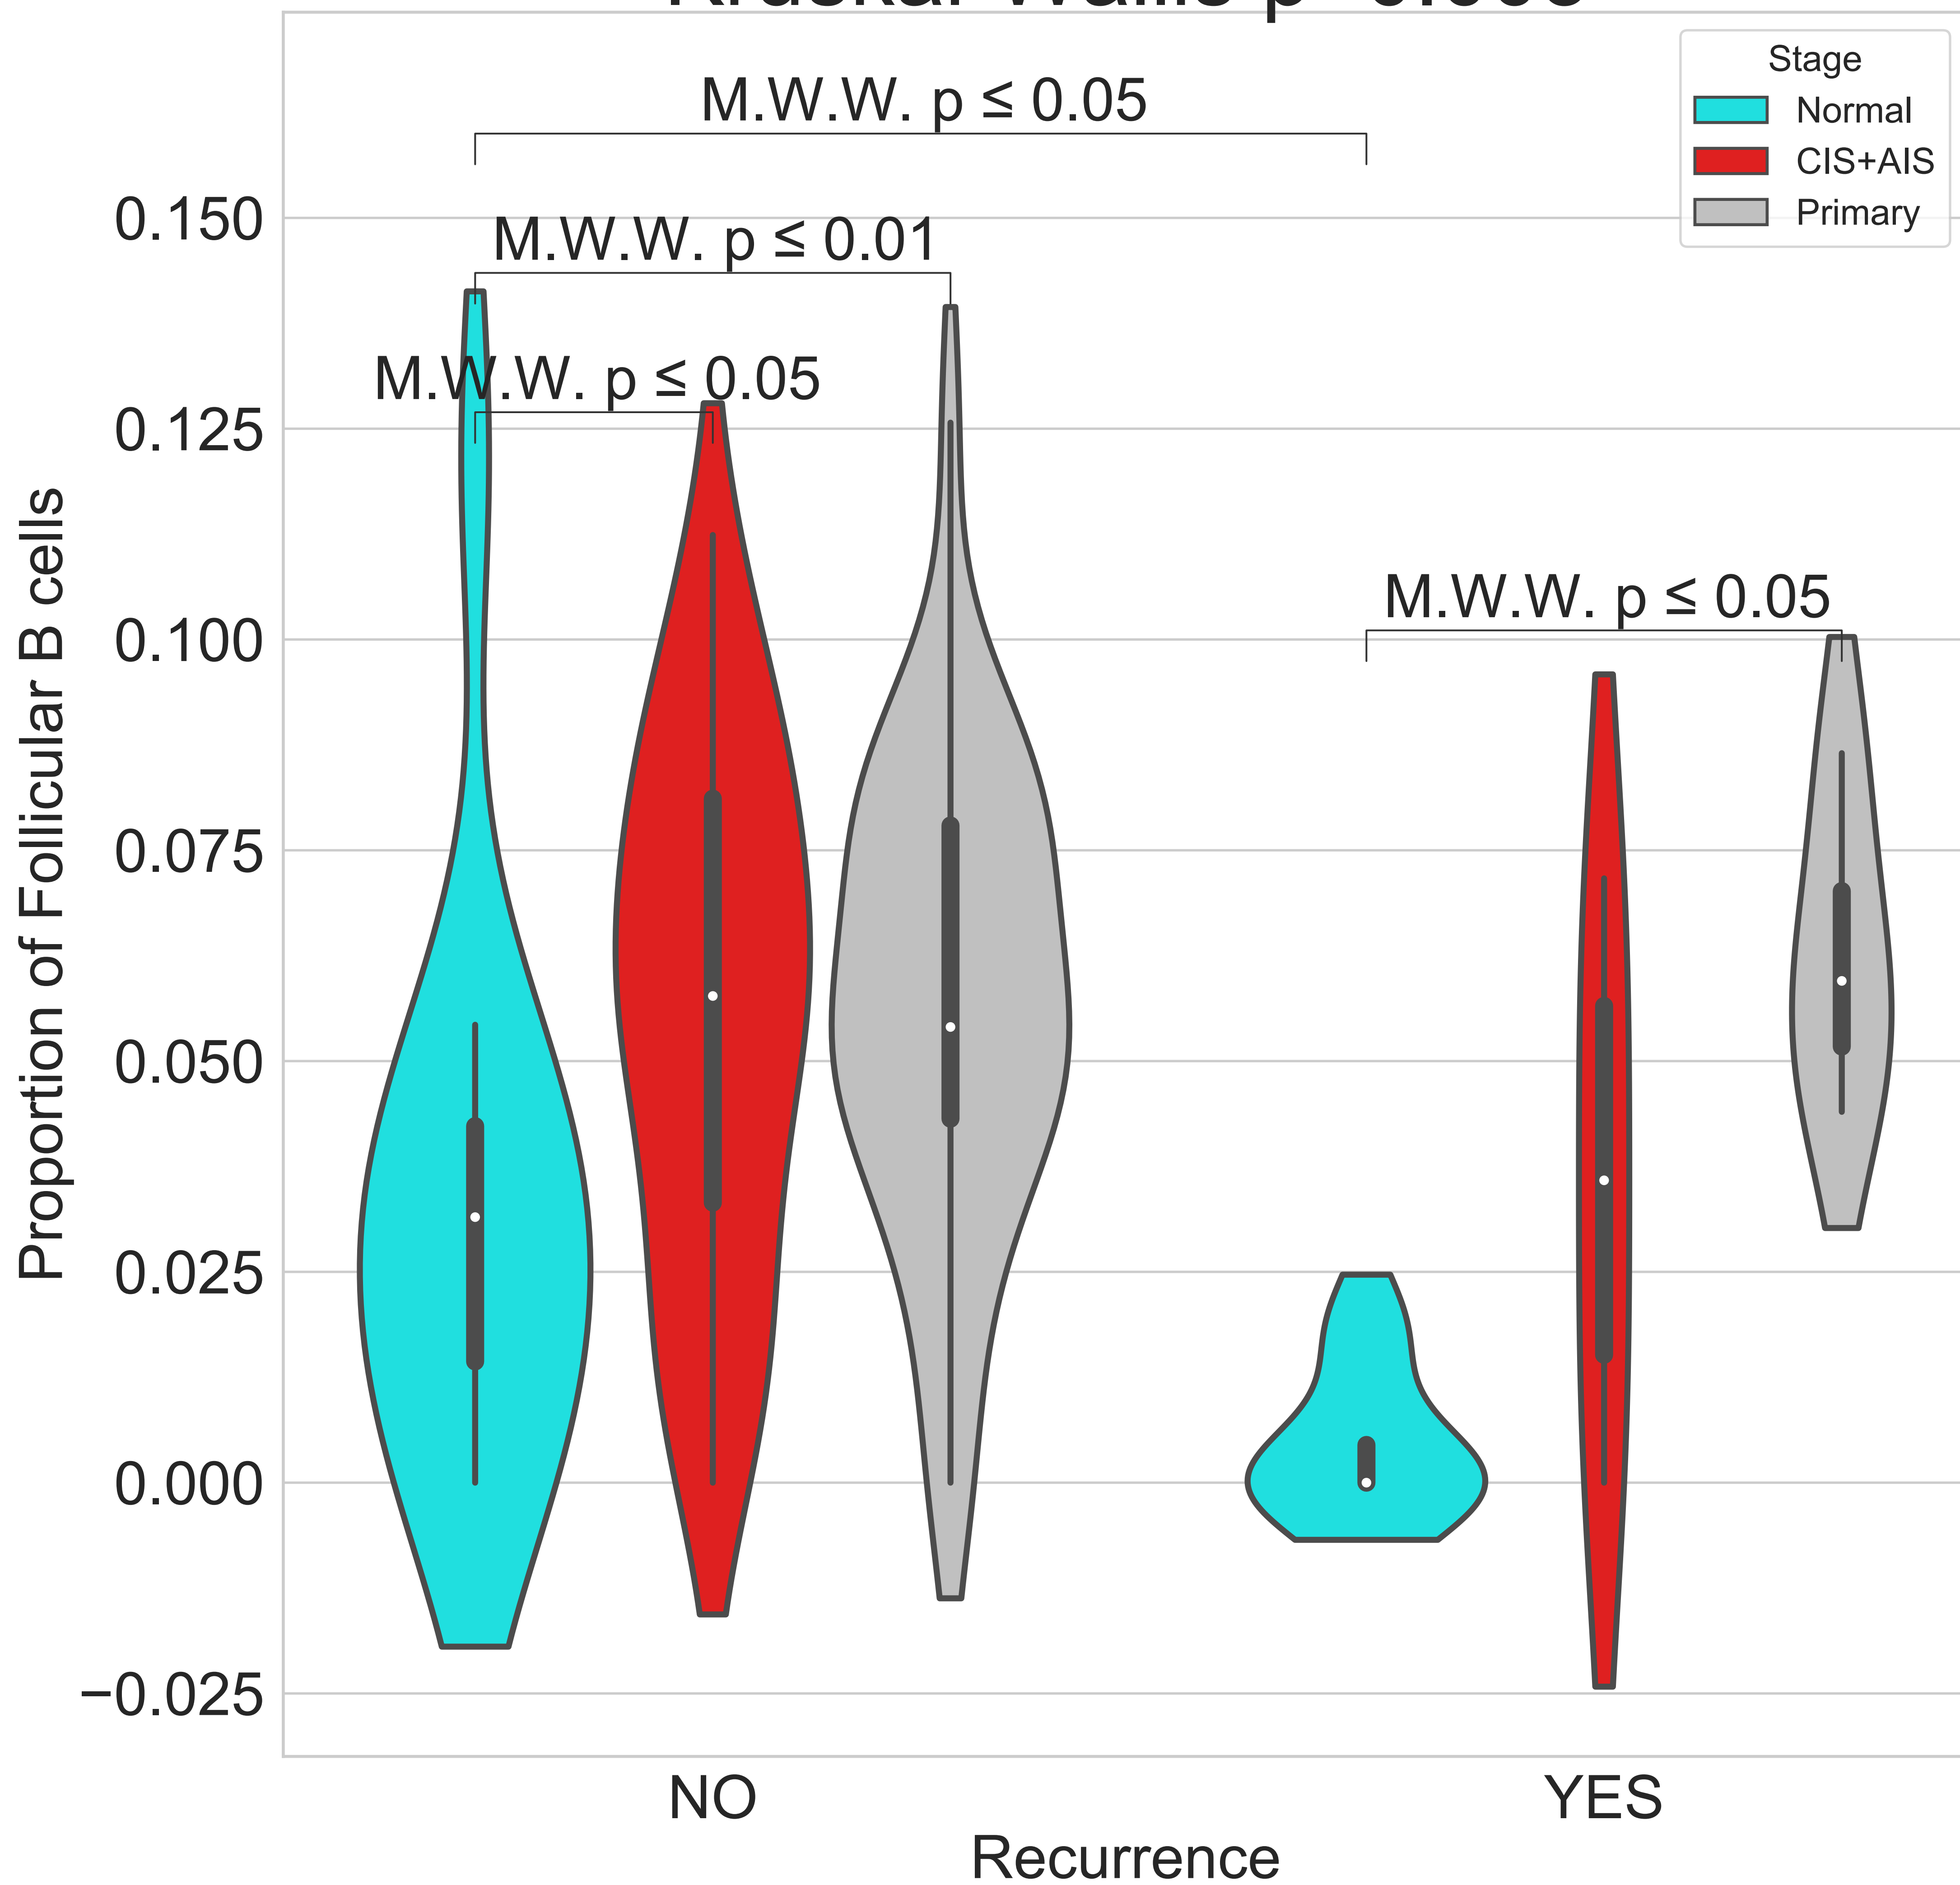 Stage
Normal
CIS+AIS
Primary
M.W.W. p ≤ 0.05
M.W.W. p ≤ 0.01
M.W.W. p ≤ 0.05
M.W.W. p ≤ 0.05
Proportion of Follicular B cells
0.150
0.125
0.100
0.075
0.050
0.025
0.000
−0.025
NO
YES
Recurrence